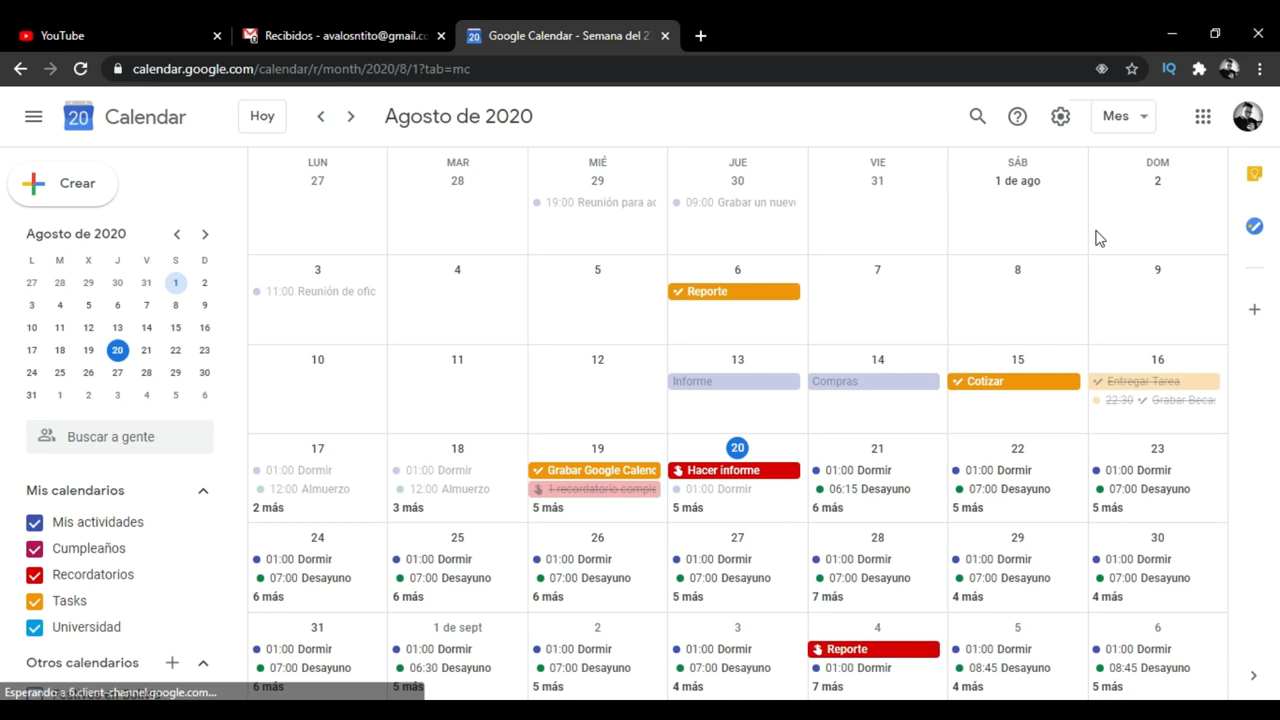 YouTube
Recibidos - avalosntito@gmail.cc
Google Calendar - Semana del 27
calendar.google.com/calendar/r/month/2020/8/1?tab=mc
IQ
20 Calendar
Hoy
Agosto de 2020
Mes
Crear
Agosto de 2020
L M X J V S D
27 28 29 30 31 1 2
3 4 5 6 7 8 9
10 11 12 13 14 15 16
17 18 19 20 21 22 23
24 25 26 27 28 29 30
31 1 2 3 4 5 6
Buscar a gente
Mis calendarios
Mis actividades
Cumpleaños
Recordatorios
Tasks
Universidad
Otros calendarios
Esperando a 6.client-channel.google.com...
LUN MAR MIÉ JUE VIE SÁB DOM
27 28 29 30 31 1 de ago 2
19:00 Reunión para ac 09:00 Grabar un nuev
3 4 5 6 7 8 9
11:00 Reunión de ofic Reporte
10 11 12 13 14 15 16
Informe Compras Cotizar Entregar Tarea
22:30 Grabar Beca
17 18 19 20 21 22 23
01:00 Dormir 01:00 Dormir Grabar Google Calend Hacer informe 01:00 Dormir 01:00 Dormir 01:00 Dormir
12:00 Almuerzo 12:00 Almuerzo 1 recordatorio comple 01:00 Dormir 06:15 Desayuno 07:00 Desayuno 07:00 Desayuno
2 más 3 más 5 más 5 más 6 más 5 más 5 más
24 25 26 27 28 29 30
01:00 Dormir 01:00 Dormir 01:00 Dormir 01:00 Dormir 01:00 Dormir 01:00 Dormir 01:00 Dormir
07:00 Desayuno 07:00 Desayuno 07:00 Desayuno 07:00 Desayuno 07:00 Desayuno 07:00 Desayuno 07:00 Desayuno
6 más 6 más 6 más 5 más 7 más 4 más 4 más
31 1 de sept 2 3 4 5 6
01:00 Dormir 01:00 Dormir 01:00 Dormir 01:00 Dormir Reporte 01:00 Dormir 01:00 Dormir
07:00 Desayuno 06:30 Desayuno 07:00 Desayuno 07:00 Desayuno 01:00 Dormir 08:45 Desayuno 08:45 Desayuno
6 más 5 más 5 más 4 más 7 más 4 más 5 más